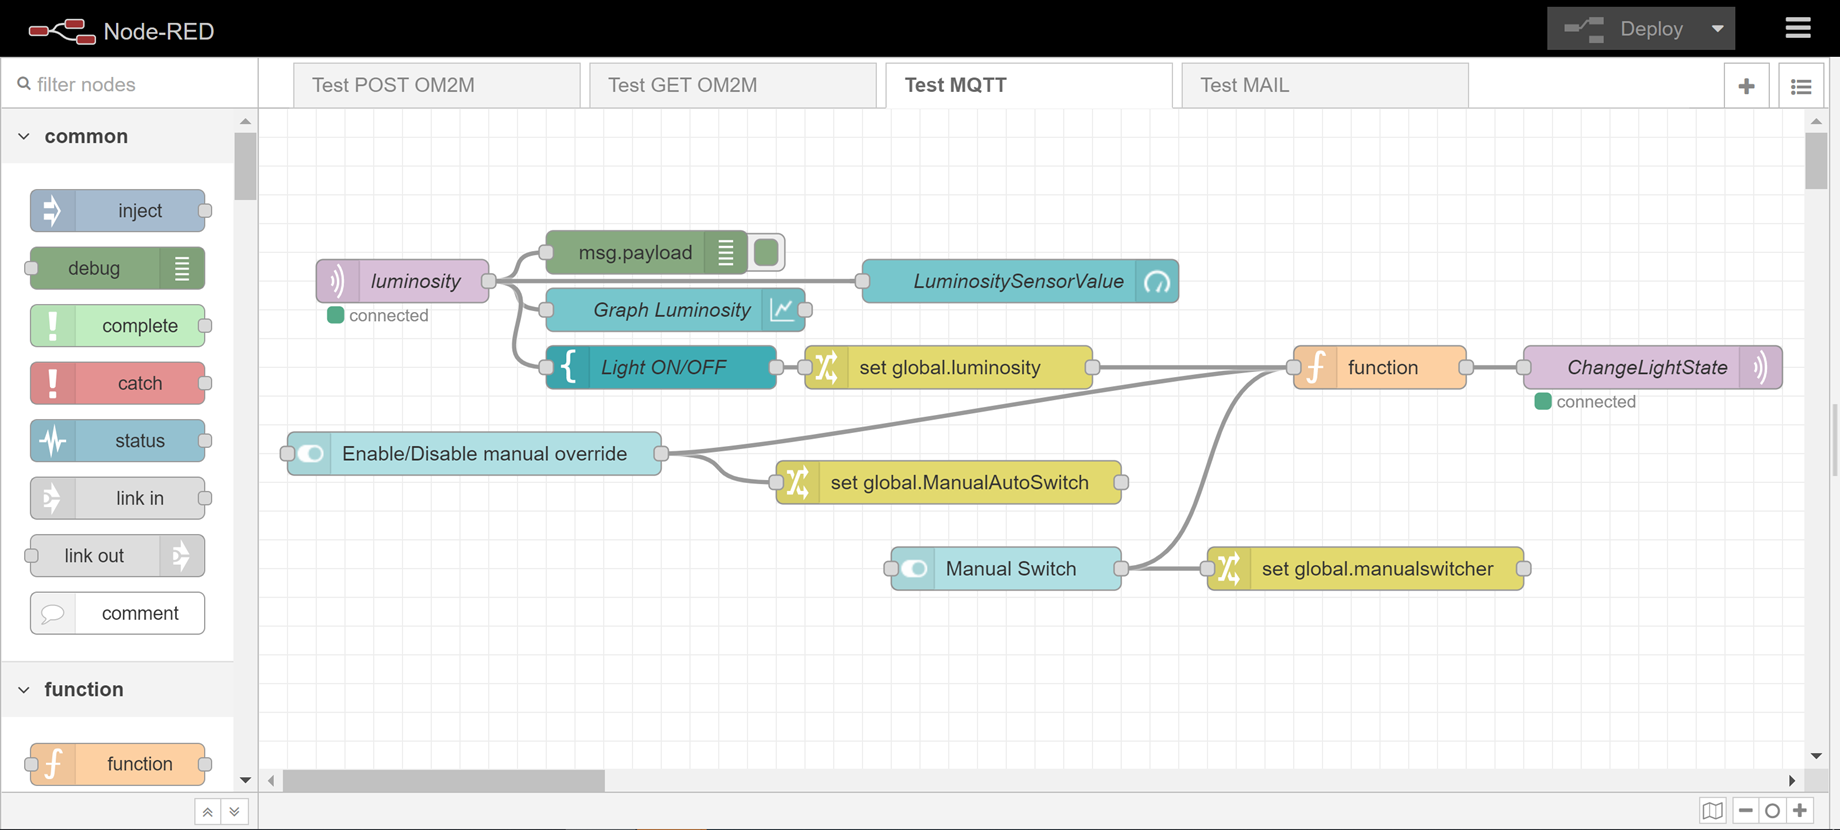 Node-RED
Deploy
filter nodes
Test POST OM2M
Test GET OM2M
Test MQTT
Test MAIL
common
inject
debug
complete
catch
status
link in
link out
comment
function
function
msg.payload
luminosity
connected
LuminositySensorValue
Graph Luminosity
Light ON/OFF
set global.luminosity
function
ChangeLightState
connected
Enable/Disable manual override
set global.ManualAutoSwitch
Manual Switch
set global.manualswitcher